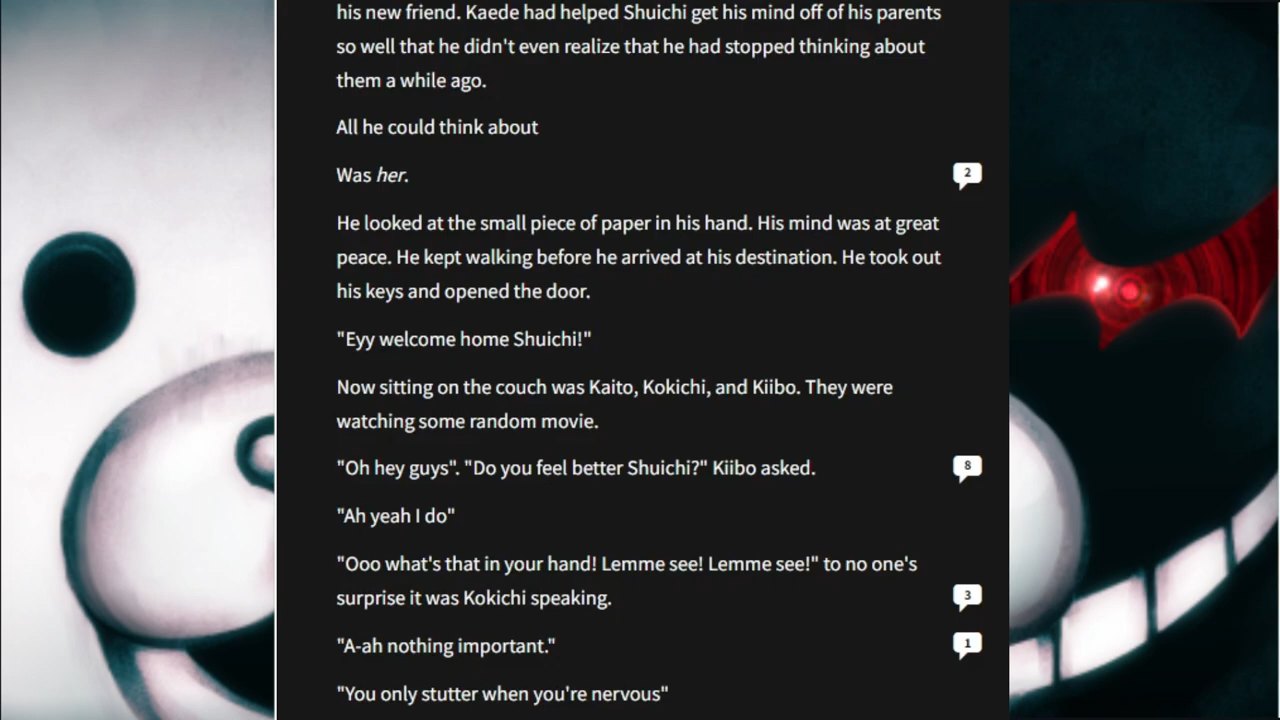 his new friend. Kaede had helped Shuichi get his mind off of his parents
so well that he didn't even realize that he had stopped thinking about
them a while ago.
All he could think about
Was her.
2
He looked at the small piece of paper in his hand. His mind was at great
peace. He kept walking before he arrived at his destination. He took out
his keys and opened the door.
"Eyy welcome home Shuichi!"
Now sitting on the couch was Kaito, Kokichi, and Kiibo. They were
watching some random movie.
"Oh hey guys". "Do you feel better Shuichi?" Kiibo asked.
8
"Ah yeah I do"
"Ooo what's that in your hand! Lemme see! Lemme see!" to no one's
surprise it was Kokichi speaking.
3
"A-ah nothing important."
1
"You only stutter when you're nervous"